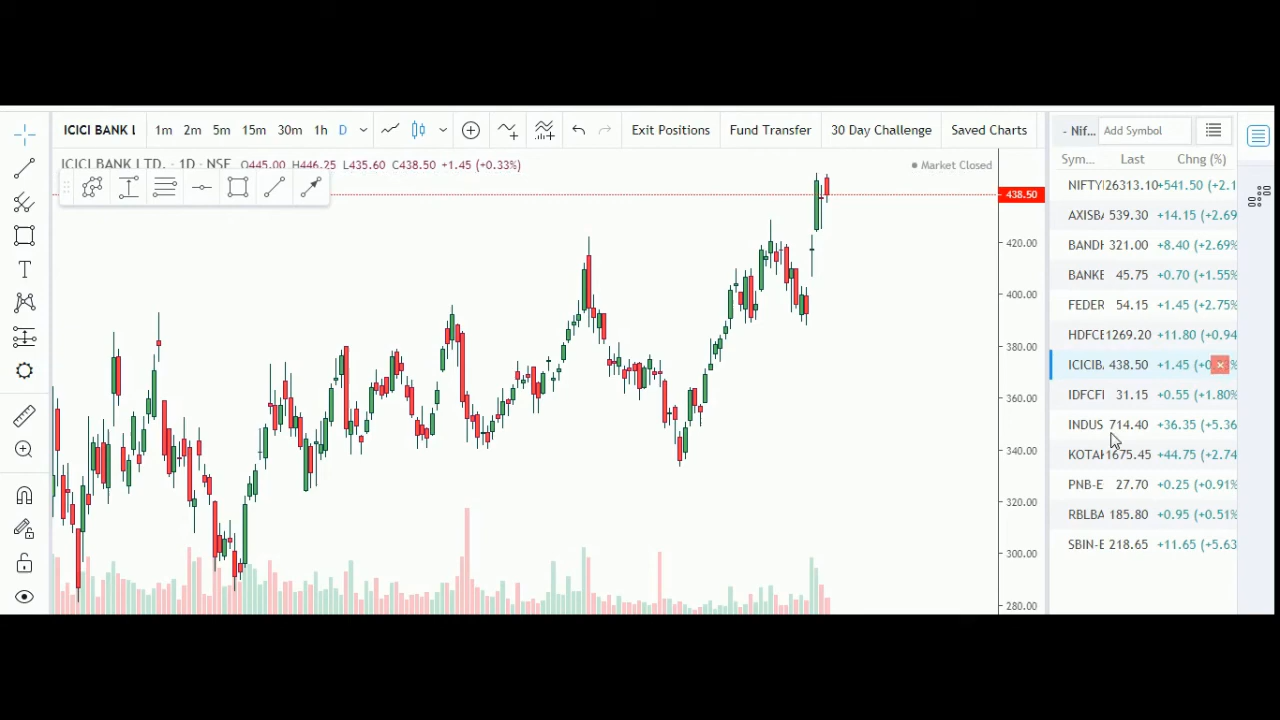 ICICI BANK L 1m 2m 5m 15m 30m 1h D Exit Positions Fund Transfer 30 Day Challenge Saved Charts
- Nif... Add Symbol
Sym... Last Chng (%)
ICICI BANK LTD. · 1D · NSE O445.00 H446.25 L435.60 C438.50 +1.45 (+0.33%)
Market Closed
438.50
420.00
400.00
380.00
360.00
340.00
320.00
300.00
280.00
T
NIFTY 26313.10 +541.50 (+2.1
AXISBA 539.30 +14.15 (+2.69
BANDH 321.00 +8.40 (+2.69%
BANKE 45.75 +0.70 (+1.55%
FEDER 54.15 +1.45 (+2.75%
HDFCB 1269.20 +11.80 (+0.94
ICICIB 438.50 +1.45 (+0 %
IDFCFI 31.15 +0.55 (+1.80%
INDUS 714.40 +36.35 (+5.36
KOTAK 1675.45 +44.75 (+2.74
PNB-E 27.70 +0.25 (+0.91%
RBLBA 185.80 +0.95 (+0.51%
SBIN-E 218.65 +11.65 (+5.63